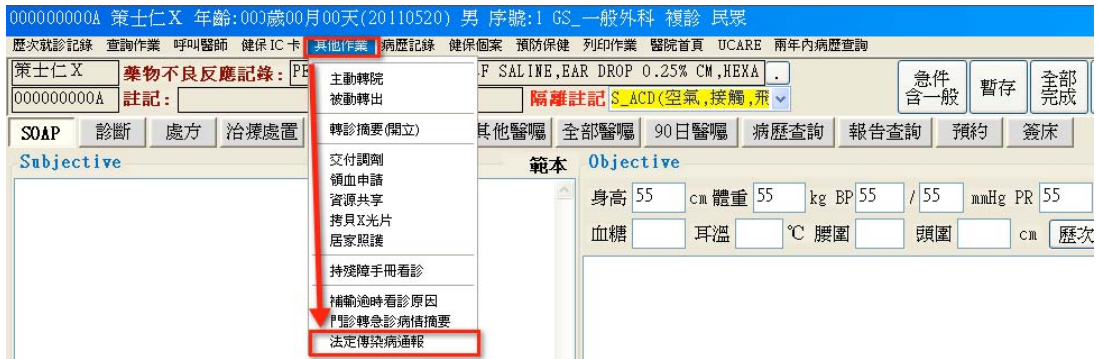 000000000A 策士仁X 年齡:000歲00月00天(20110520) 男 序號:1 GS_一般外科 複診 民眾
歷次就診記錄 查詢作業 呼叫醫師 健保IC卡 其他作業 病歷記錄 健保個案 預防保健 列印作業 醫院首頁 UCARE 兩年內病歷查詢
策士仁X 藥物不良反應記錄: PE F SALINE,EAR DROP 0.25% CM,HEXA . 急件含一般 暫存 全部完成
000000000A 註記: 隔離註記 S_ACD(空氣,接觸,飛
SOAP 診斷 處方 治療處置 其他醫囑 全部醫囑 90日醫囑 病歷查詢 報告查詢 預約 簽床
主動轉院
被動轉出
轉診摘要(開立)
交付調劑
領血申請
資源共享
拷貝X光片
居家照護
持殘障手冊看診
補輸逾時看診原因
門診轉急診病情摘要
法定傳染病通報
Subjective 範本 Objective
身高 55 cm 體重 55 kg BP 55 / 55 mmHg PR 55
血糖 耳溫 ℃ 腰圍 頭圍 cm 歷次